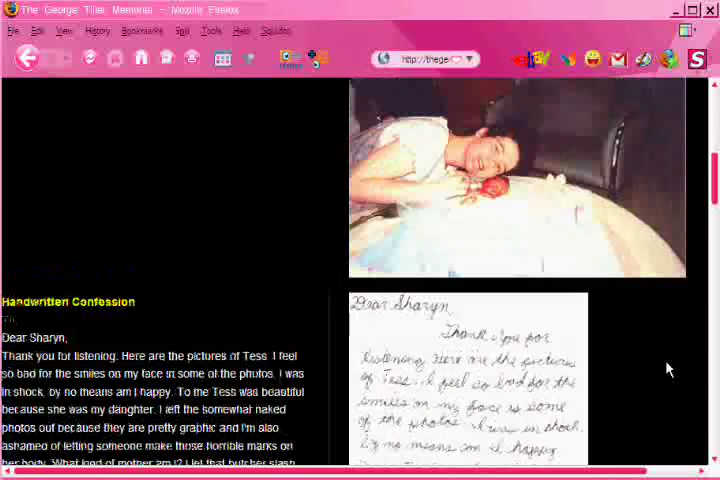 The George Tiller Memorial - Mozilla Firefox
File Edit View History Bookmarks Tools Help
http://thege
Handwritten Confession
Dear Sharyn,
Thank you for listening. Here are the pictures of Tess. I feel
so bad for the smiles on my face in some of the photos. I was
in shock, by no means am I happy. To me Tess was beautiful
because she was my daughter. I left the somewhat naked
photos out because they are pretty graphic and I'm also
ashamed of letting someone make those horrible marks on
her body. What kind of mother am I? I let that butcher slash
Dear Sharyn
Thank you for
listening. Here are the pictures
of Tess. I feel so bad for the
smiles on my face is some
of the photos. I was in shock.
by no means am I happy